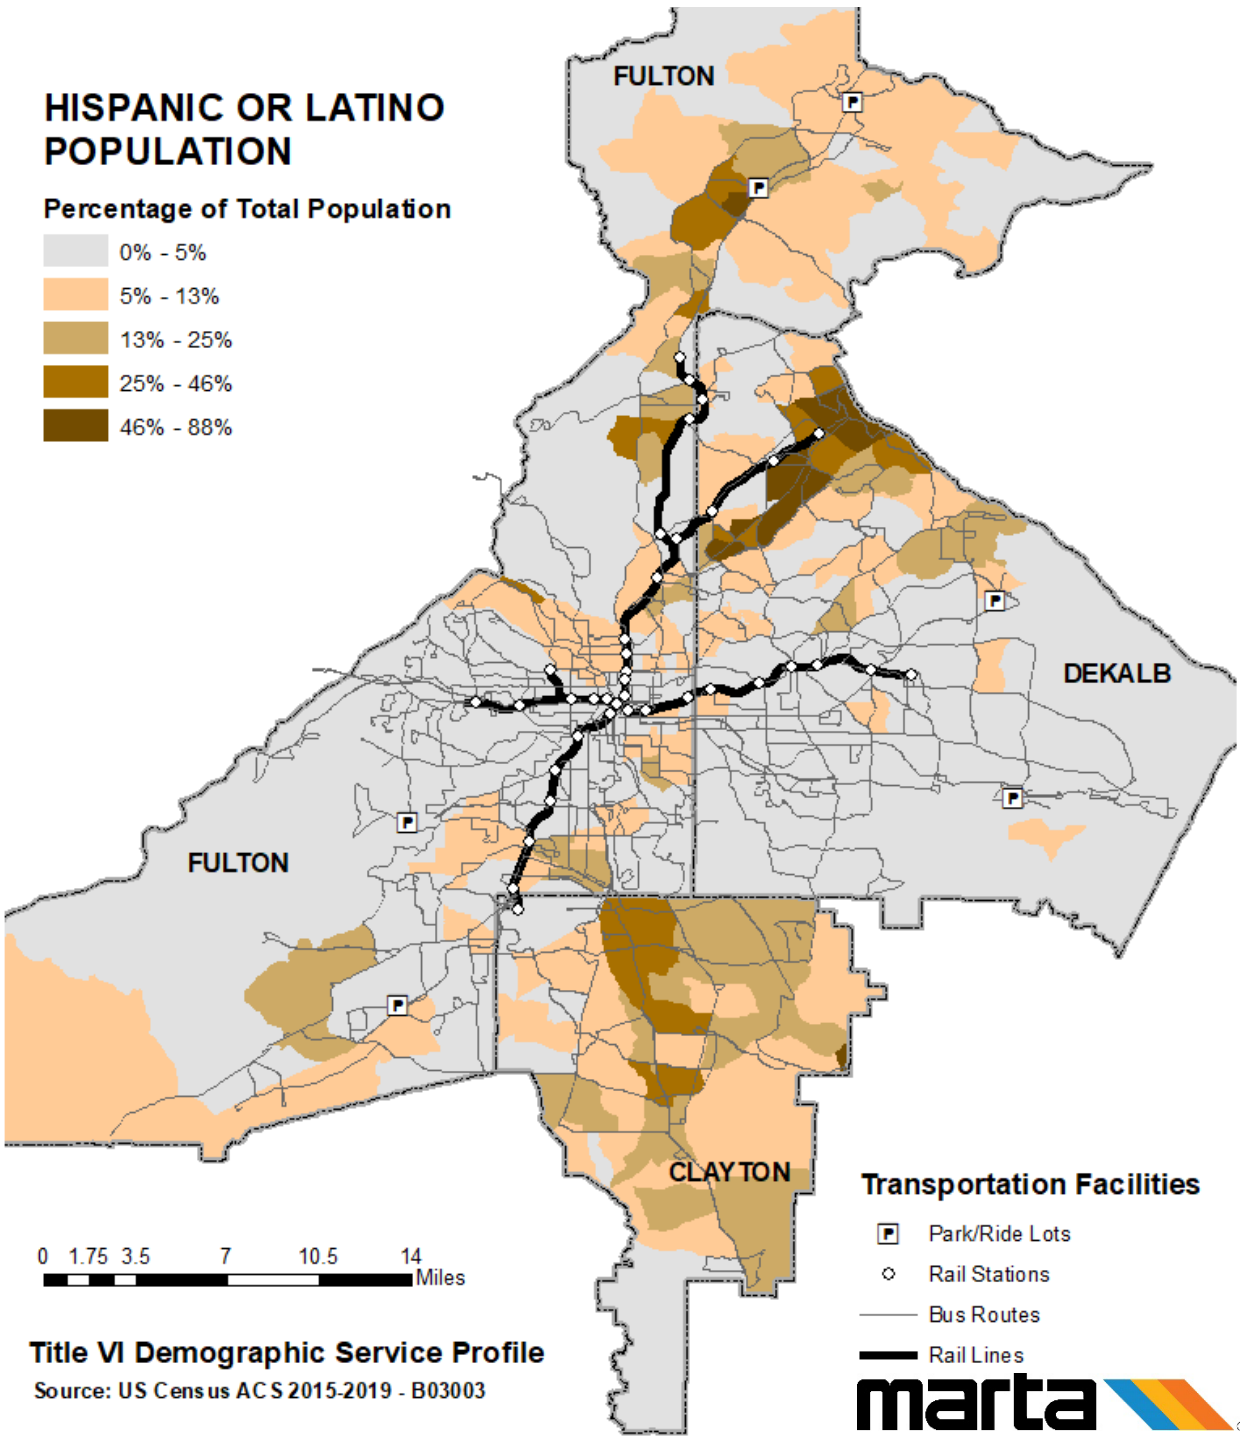 HISPANIC OR LATINO
POPULATION
Percentage of Total Population
0% - 5%
5% - 13%
13% - 25%
25% - 46%
46% - 88%
FULTON
P
P
P
DEKALB
P
P
FULTON
P
CLAYTON
Transportation Facilities
P Park/Ride Lots
Rail Stations
Bus Routes
Rail Lines
0 1.75 3.5 7 10.5 14
Miles
Title VI Demographic Service Profile
Source: US Census ACS 2015-2019 - B03003
marta